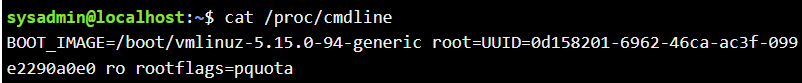 sysadmin@localhost:~$ cat /proc/cmdline
BOOT_IMAGE=/boot/vmlinuz-5.15.0-94-generic root=UUID=0d158201-6962-46ca-ac3f-099
e2290a0e0 ro rootflags=pquota